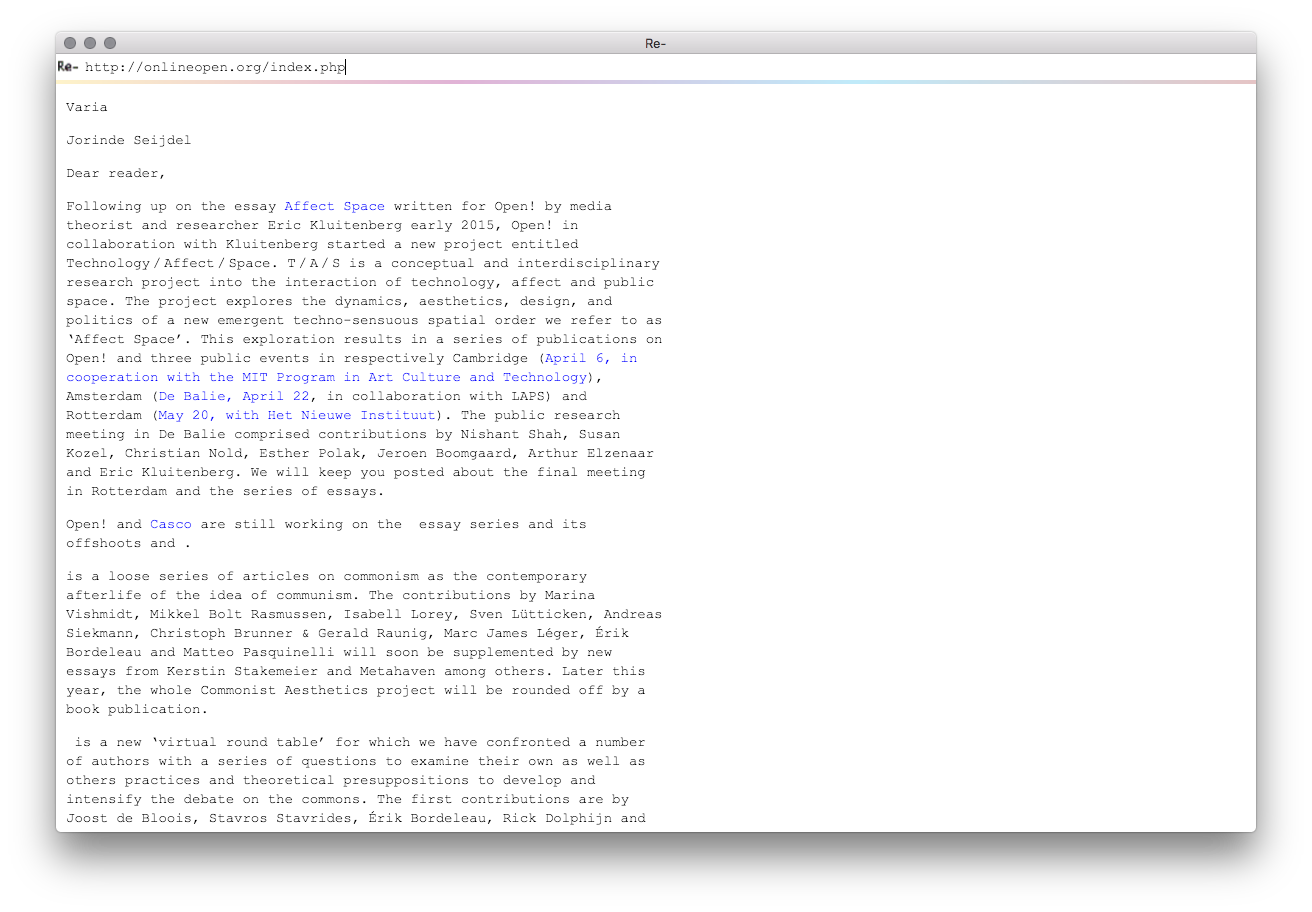 Re-
Re- http://onlineopen.org/index.php
Varia
Jorinde Seijdel
Dear reader,
Following up on the essay Affect Space written for Open! by media
theorist and researcher Eric Kluitenberg early 2015, Open! in
collaboration with Kluitenberg started a new project entitled
Technology / Affect / Space. T / A / S is a conceptual and interdisciplinary
research project into the interaction of technology, affect and public
space. The project explores the dynamics, aesthetics, design, and
politics of a new emergent techno-sensuous spatial order we refer to as
‘Affect Space’. This exploration results in a series of publications on
Open! and three public events in respectively Cambridge (April 6, in
cooperation with the MIT Program in Art Culture and Technology),
Amsterdam (De Balie, April 22, in collaboration with LAPS) and
Rotterdam (May 20, with Het Nieuwe Instituut). The public research
meeting in De Balie comprised contributions by Nishant Shah, Susan
Kozel, Christian Nold, Esther Polak, Jeroen Boomgaard, Arthur Elzenaar
and Eric Kluitenberg. We will keep you posted about the final meeting
in Rotterdam and the series of essays.
Open! and Casco are still working on the  essay series and its
offshoots and .
is a loose series of articles on commonism as the contemporary
afterlife of the idea of communism. The contributions by Marina
Vishmidt, Mikkel Bolt Rasmussen, Isabell Lorey, Sven Lütticken, Andreas
Siekmann, Christoph Brunner & Gerald Raunig, Marc James Léger, Érik
Bordeleau and Matteo Pasquinelli will soon be supplemented by new
essays from Kerstin Stakemeier and Metahaven among others. Later this
year, the whole Commonist Aesthetics project will be rounded off by a
book publication.
is a new ‘virtual round table’ for which we have confronted a number
of authors with a series of questions to examine their own as well as
others practices and theoretical presuppositions to develop and
intensify the debate on the commons. The first contributions are by
Joost de Bloois, Stavros Stavrides, Érik Bordeleau, Rick Dolphijn and